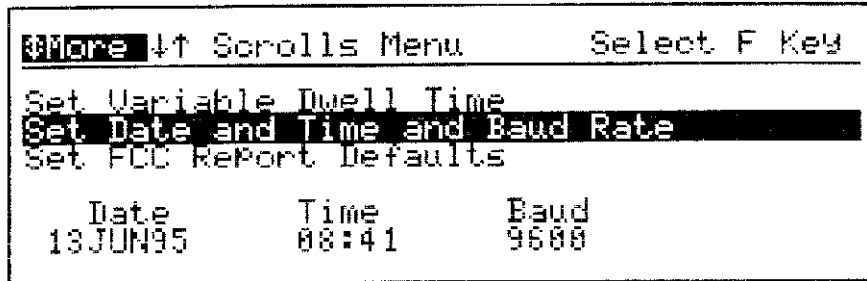 ↕More ↓↑ Scrolls Menu Select F Key
Set Variable Dwell Time
Set Date and Time and Baud Rate
Set FCC RePort Defaults
Date Time Baud
13JUN95 08:41 9600